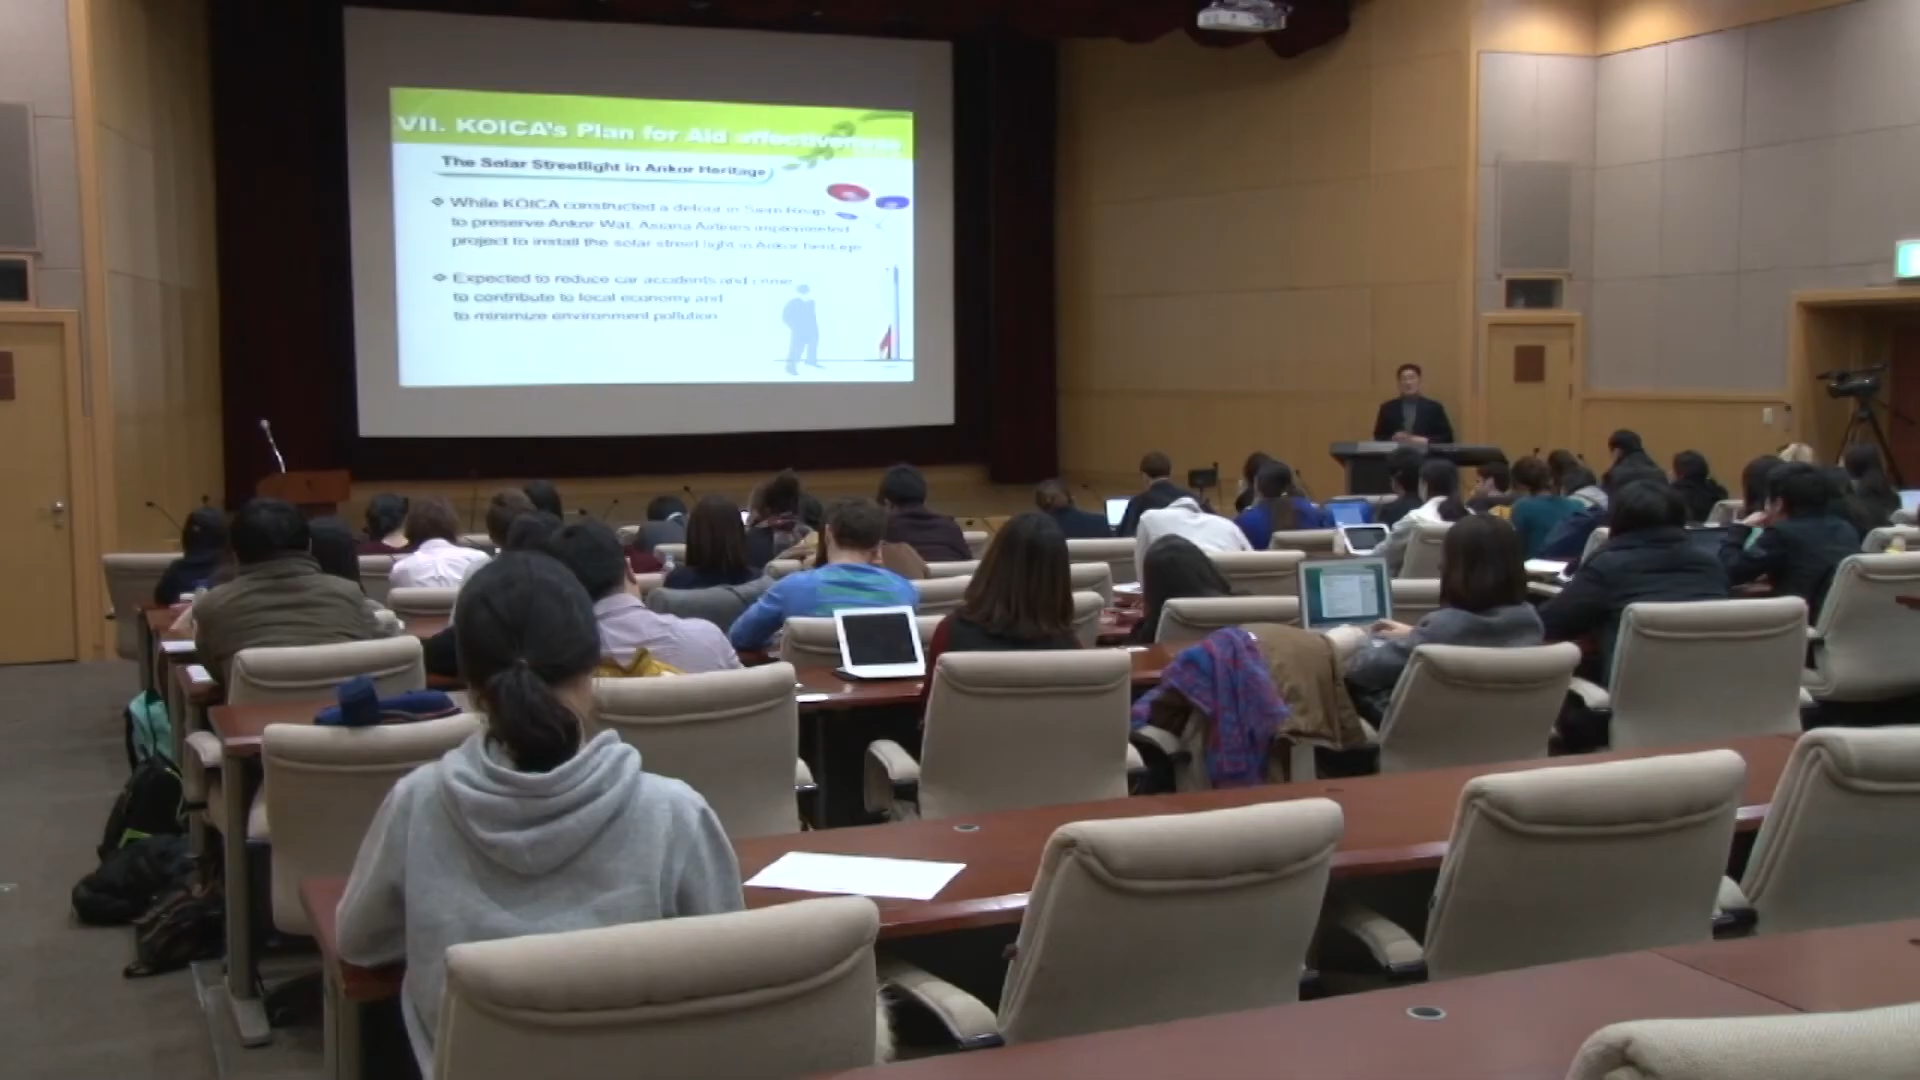 VII. KOICA's Plan for Aid effectiveness
The Solar Streetlight in Ankor Heritage
❖ While KOICA constructed a detour in Siem Reap
to preserve Ankor Wat, Asiana Airlines implemented
project to install the solar street light in Ankor heritage
❖ Expected to reduce car accidents and crime
to contribute to local economy and
to minimize environment pollution